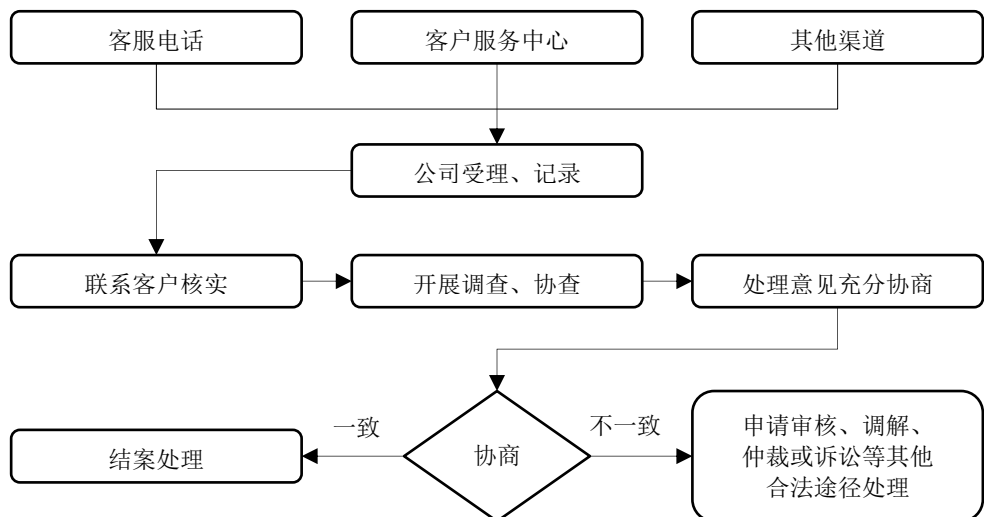 客服电话
客户服务中心
其他渠道
公司受理、记录
联系客户核实
开展调查、协查
处理意见充分协商
一致
协商
不一致
结案处理
申请审核、调解、
仲裁或诉讼等其他
合法途径处理